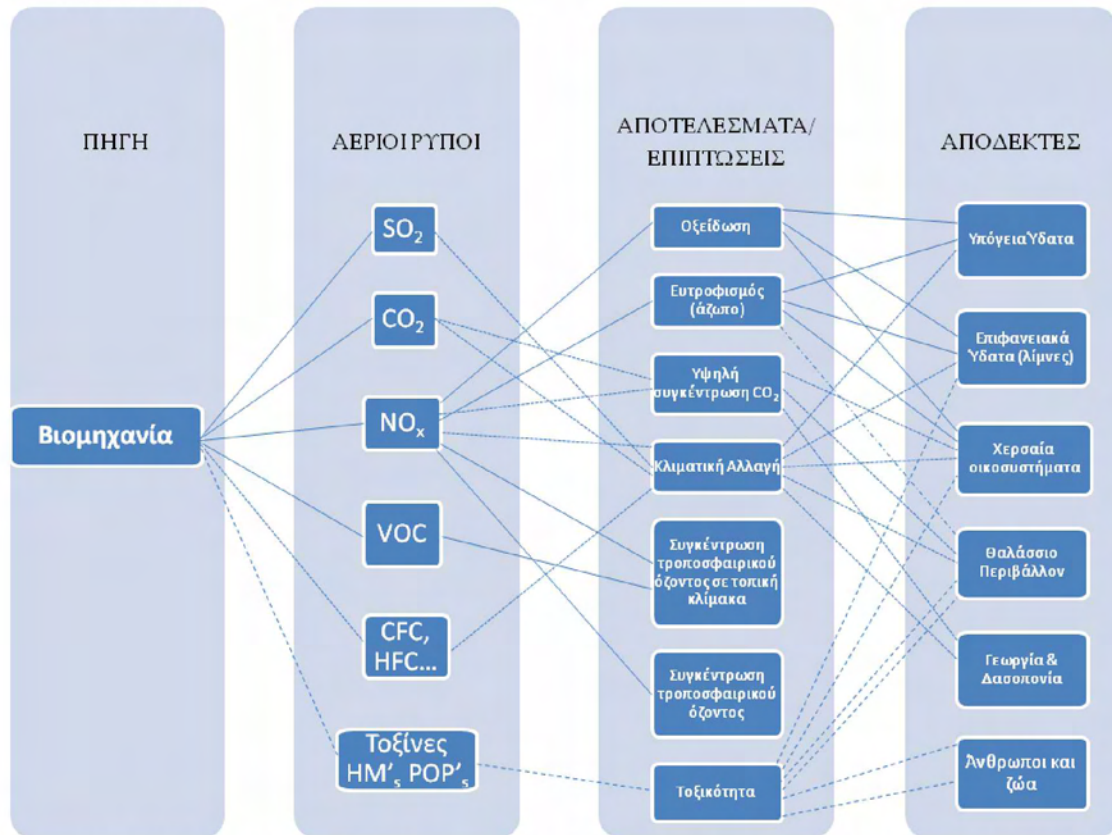 ΠΗΓΗ
Βιομηχανία
ΑΕΡΙΟΙ ΡΥΠΟΙ
SO₂
CO₂
NOₓ
VOC
CFC,
HFC...
Τοξίνες
HM'ₛ POP'ₛ
ΑΠΟΤΕΛΕΣΜΑΤΑ/
ΕΠΙΠΤΩΣΕΙΣ
Οξείδωση
Ευτροφισμός
(άζωπο)
Υψηλή
συγκέντρωση CO₂
Κλιματική Αλλαγή
Συγκέντρωση
τροποσφαιρικού
όζοντος σε τοπική
κλίμακα
Συγκέντρωση
τροποσφαιρικού
όζοντος
Τοξικότητα
ΑΠΟΔΕΚΤΕΣ
Υπόγεια Ύδατα
Επιφανειακά
Ύδατα (λίμνες)
Χερσαία
οικοσυστήματα
Θαλάσσιο
Περιβάλλον
Γεωργία &
Δασοπονία
Άνθρωποι και
ζώα